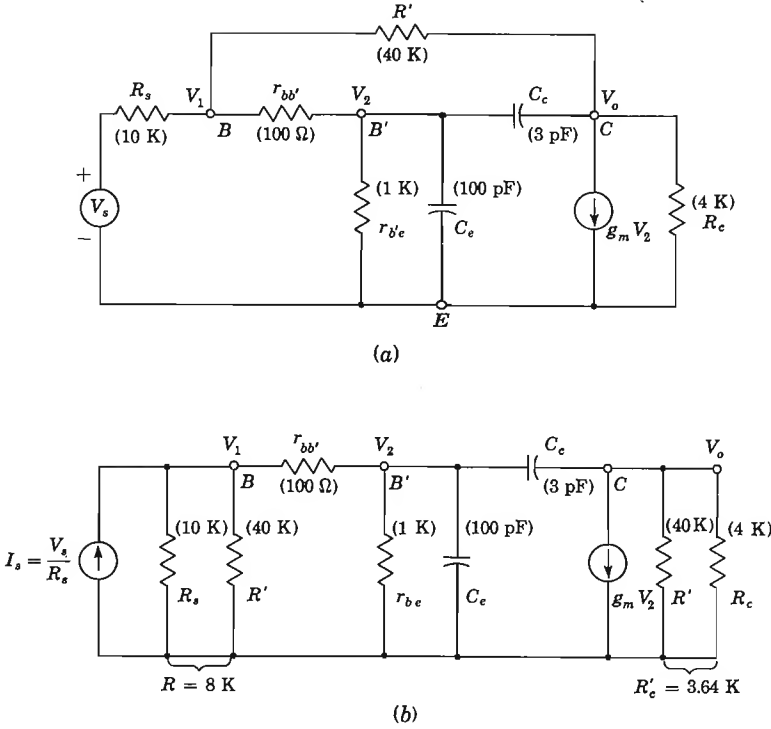 R'
(40 K)
R_s V_1 r_bb' V_2 C_c V_o
(10 K) B (100 Ω) B' (3 pF) C
+ (1 K) (100 pF) (4 K)
V_s
− r_b'e C_e g_m V_2 R_c
E
(a)
V_1 r_bb' V_2 C_c V_o
B (100 Ω) B' (3 pF) C
(10 K) (40 K) (1 K) (100 pF) (40 K) (4 K)
I_s = V_s/R_s
R_s R' r_be C_e g_m V_2 R' R_c
R = 8 K R'_c = 3.64 K
(b)